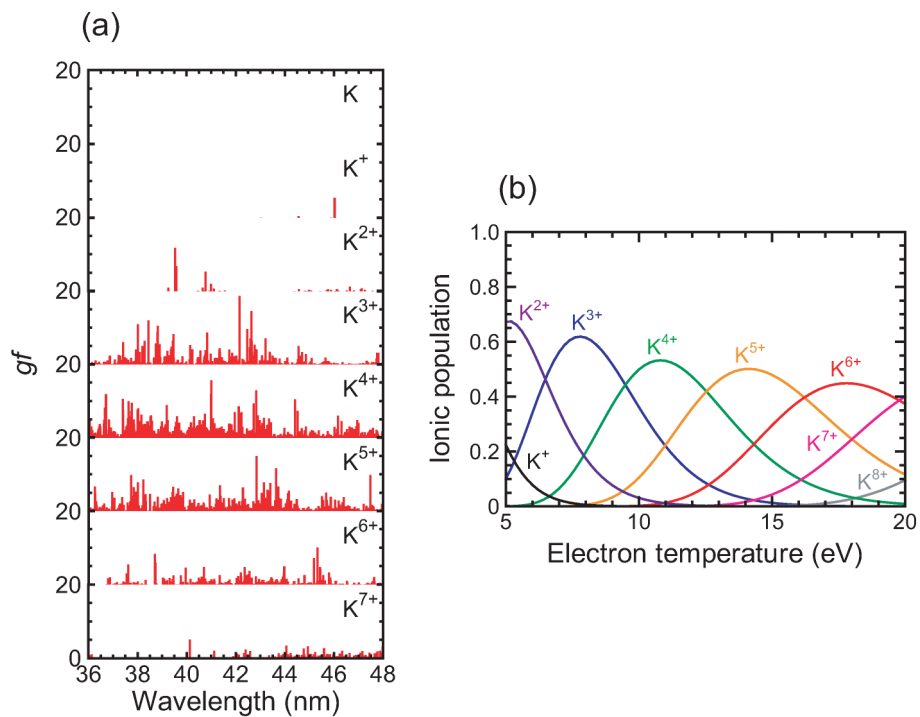 (a)
20
K
20
K+
20
K2+
20
K3+
20
K4+
20
K5+
20
K6+
20
K7+
0
36 38 40 42 44 46 48
Wavelength (nm)
gf
(b)
1.0
0.8
0.6
0.4
0.2
0
Ionic population
K2+
K3+
K4+
K5+
K6+
K+
K7+
K8+
5 10 15 20
Electron temperature (eV)